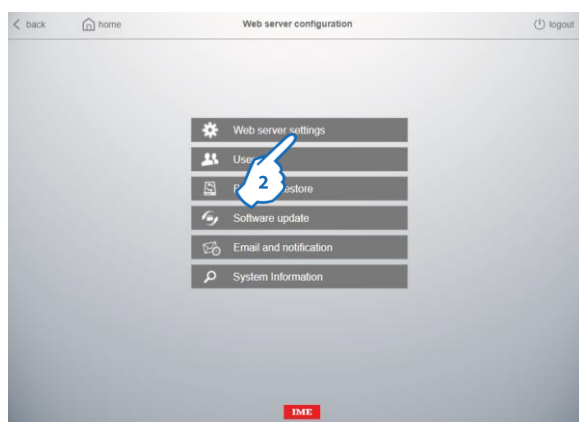 back home Web server configuration logout
Web server settings
Use
2
estore
Software update
Email and notification
System Information
IME